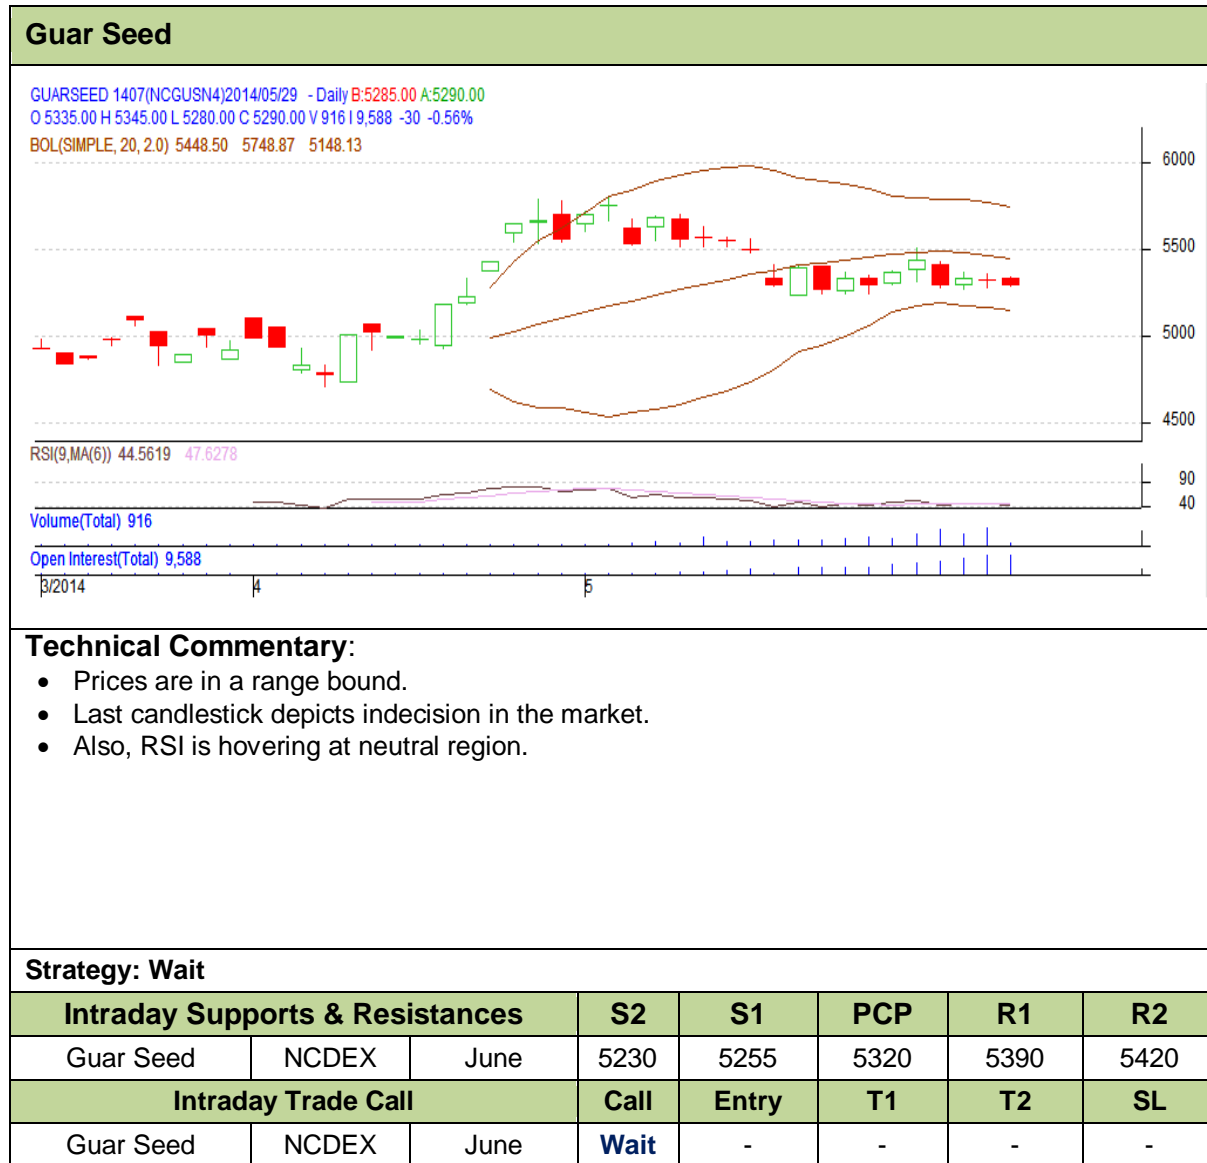 Guar Seed
GUARSEED 1407(NCGUSN4)2014/05/29 - Daily B:5285.00 A:5290.00
O 5335.00 H 5345.00 L 5280.00 C 5290.00 V 916 I 9,588 -30 -0.56%
BOL(SIMPLE, 20, 2.0) 5448.50 5748.87 5148.13
6000
5500
5000
4500
RSI(9,MA(6)) 44.5619 47.6278
90
40
Volume(Total) 916
Open Interest(Total) 9,588
3/2014 4 5
Technical Commentary:
• Prices are in a range bound.
• Last candlestick depicts indecision in the market.
• Also, RSI is hovering at neutral region.
Strategy: Wait
Intraday Supports & Resistances S2 S1 PCP R1 R2
Guar Seed NCDEX June 5230 5255 5320 5390 5420
Intraday Trade Call Call Entry T1 T2 SL
Guar Seed NCDEX June Wait - - - -